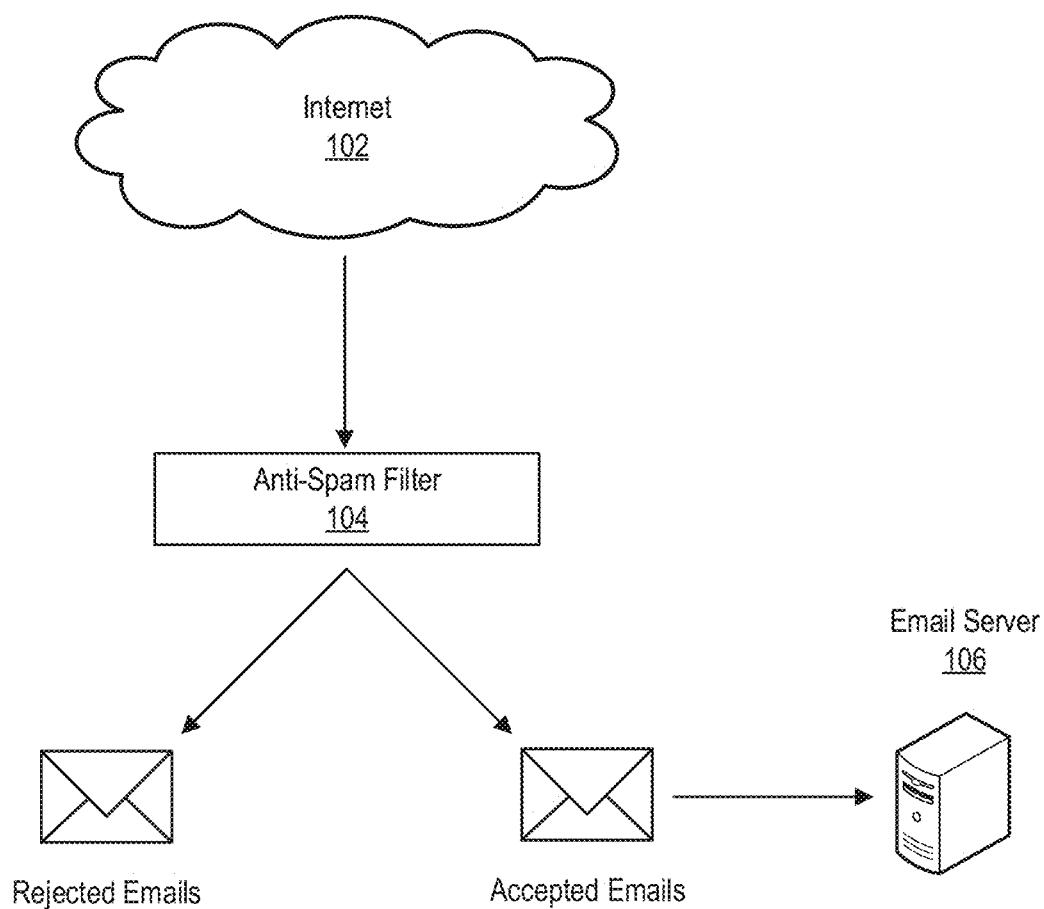 Internet
102
Anti-Spam Filter
104
Email Server
106
Rejected Emails
Accepted Emails